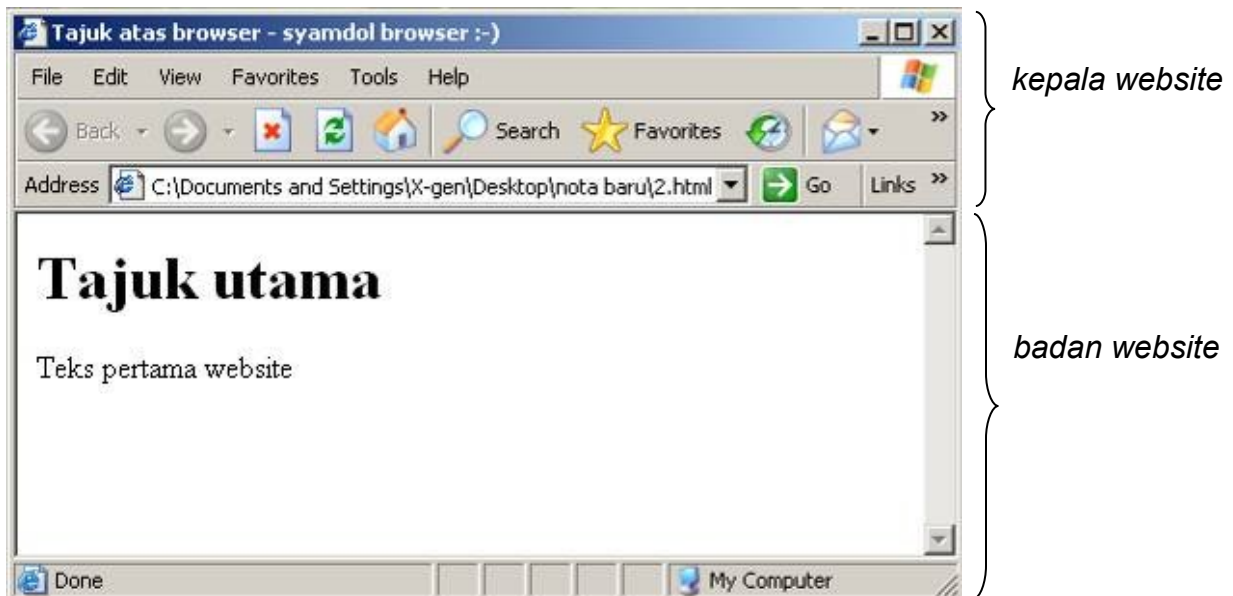 Tajuk atas browser - syamdol browser :-)
File Edit View Favorites Tools Help
kepala website
Back Search Favorites »
Address C:\Documents and Settings\X-gen\Desktop\nota baru\2.html Go Links »
Tajuk utama
badan website
Teks pertama website
Done My Computer